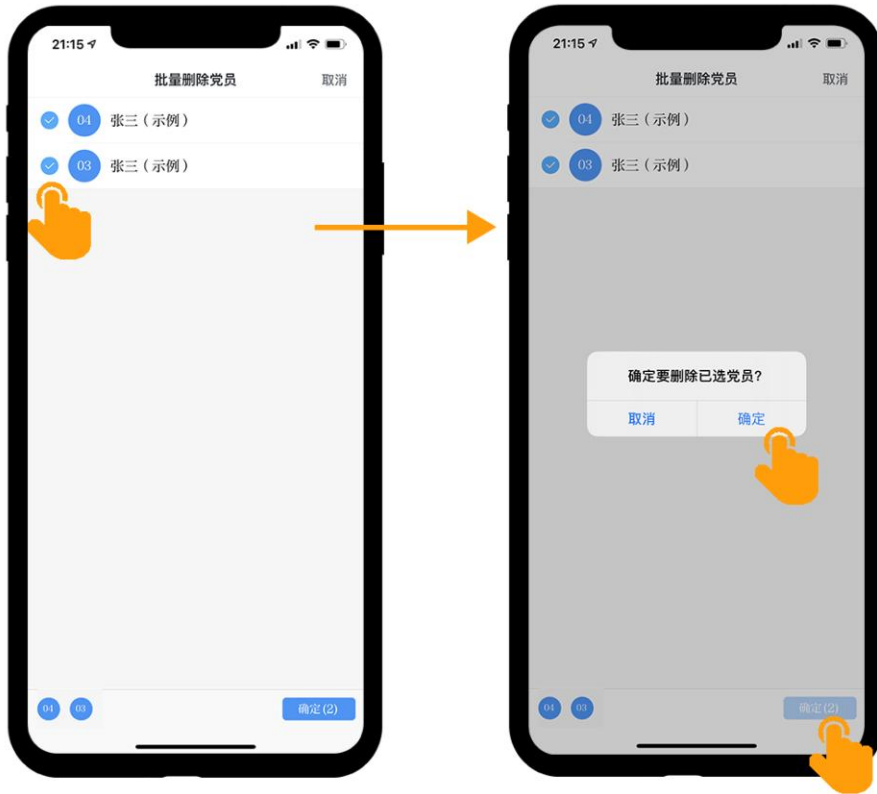 21:15
批量删除党员
取消
04 张三（示例）
03 张三（示例）
04 03 确定(2)
21:15
批量删除党员
取消
04 张三（示例）
03 张三（示例）
确定要删除已选党员?
取消 确定
04 03 确定(2)